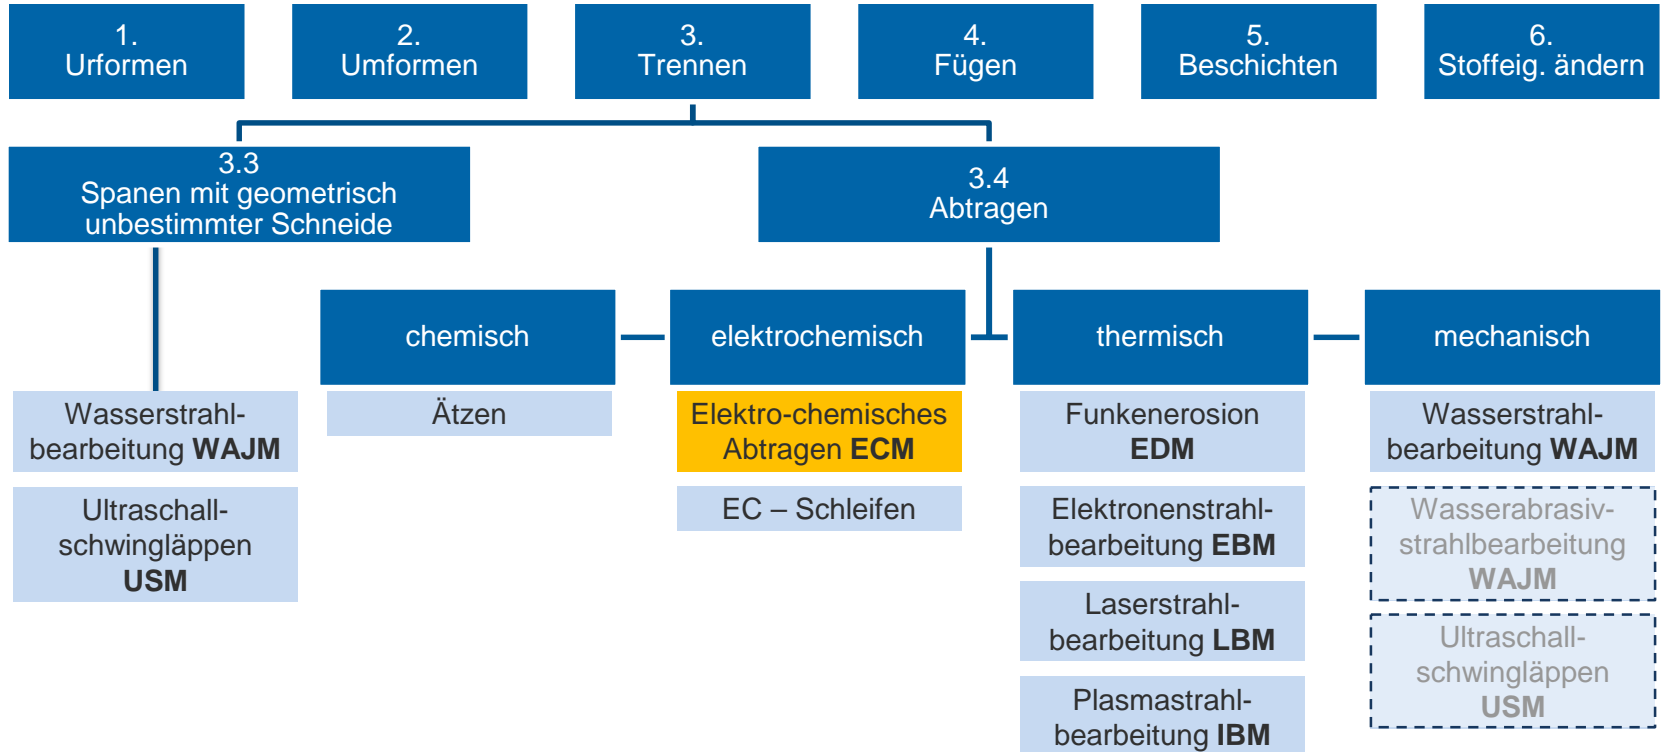 1.
Urformen
2.
Umformen
3.
Trennen
4.
Fügen
5.
Beschichten
6.
Stoffeig. ändern
3.3
Spanen mit geometrisch
unbestimmter Schneide
3.4
Abtragen
chemisch
elektrochemisch
thermisch
mechanisch
Wasserstrahl-
bearbeitung WAJM
Ultraschall-
schwingläppen
USM
Ätzen
Elektro-chemisches
Abtragen ECM
EC – Schleifen
Funkenerosion
EDM
Elektronenstrahl-
bearbeitung EBM
Laserstrahl-
bearbeitung LBM
Plasmastrahl-
bearbeitung IBM
Wasserstrahl-
bearbeitung WAJM
Wasserabrasiv-
strahlbearbeitung
WAJM
Ultraschall-
schwingläppen
USM